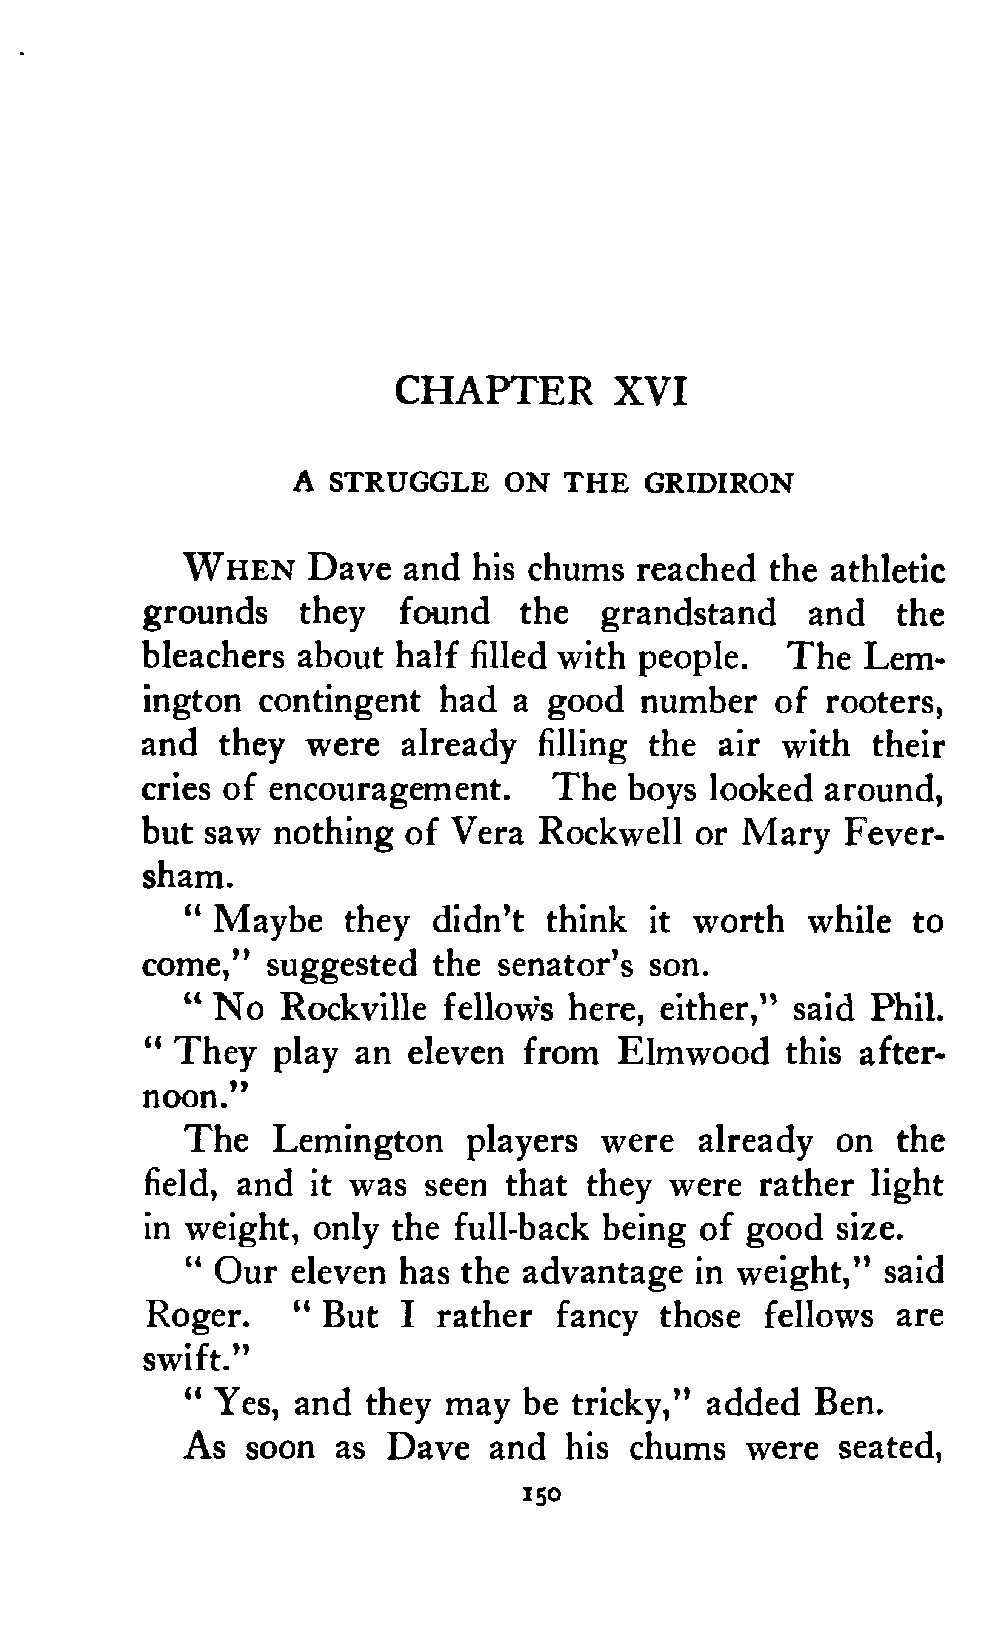 CHAPTER XVI
A STRUGGLE ON THE GRIDIRON
WHEN Dave and his chums reached the athletic
grounds they found the grandstand and the
bleachers about half filled with people. The Lem-
ington contingent had a good number of rooters,
and they were already filling the air with their
cries of encouragement. The boys looked around,
but saw nothing of Vera Rockwell or Mary Fever-
sham.
" Maybe they didn't think it worth while to
come," suggested the senator's son.
" No Rockville fellows here, either," said Phil.
" They play an eleven from Elmwood this after-
noon."
The Lemington players were already on the
field, and it was seen that they were rather light
in weight, only the full-back being of good size.
" Our eleven has the advantage in weight," said
Roger. " But I rather fancy those fellows are
swift."
" Yes, and they may be tricky," added Ben.
As soon as Dave and his chums were seated,
150